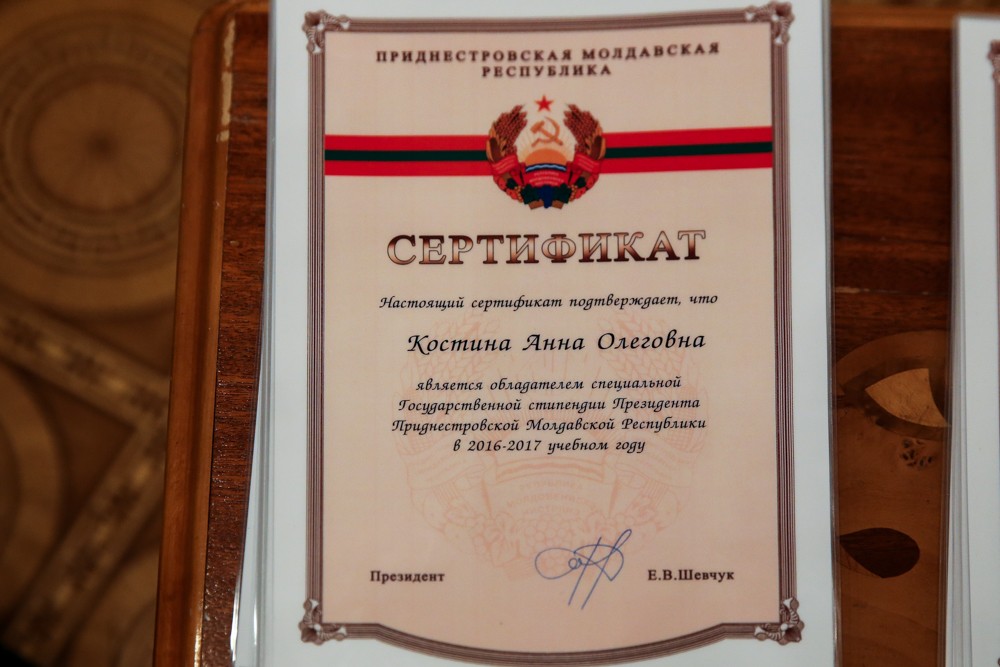 ПРИДНЕСТРОВСКАЯ МОЛДАВСКАЯ
РЕСПУБЛИКА
СЕРТИФИКАТ
Настоящий сертификат подтверждает, что
Костина Анна Олеговна
является обладателем специальной
Государственной стипендии Президента
Приднестровской Молдавской Республики
в 2016-2017 учебном году
Президент
Е.В.Шевчук